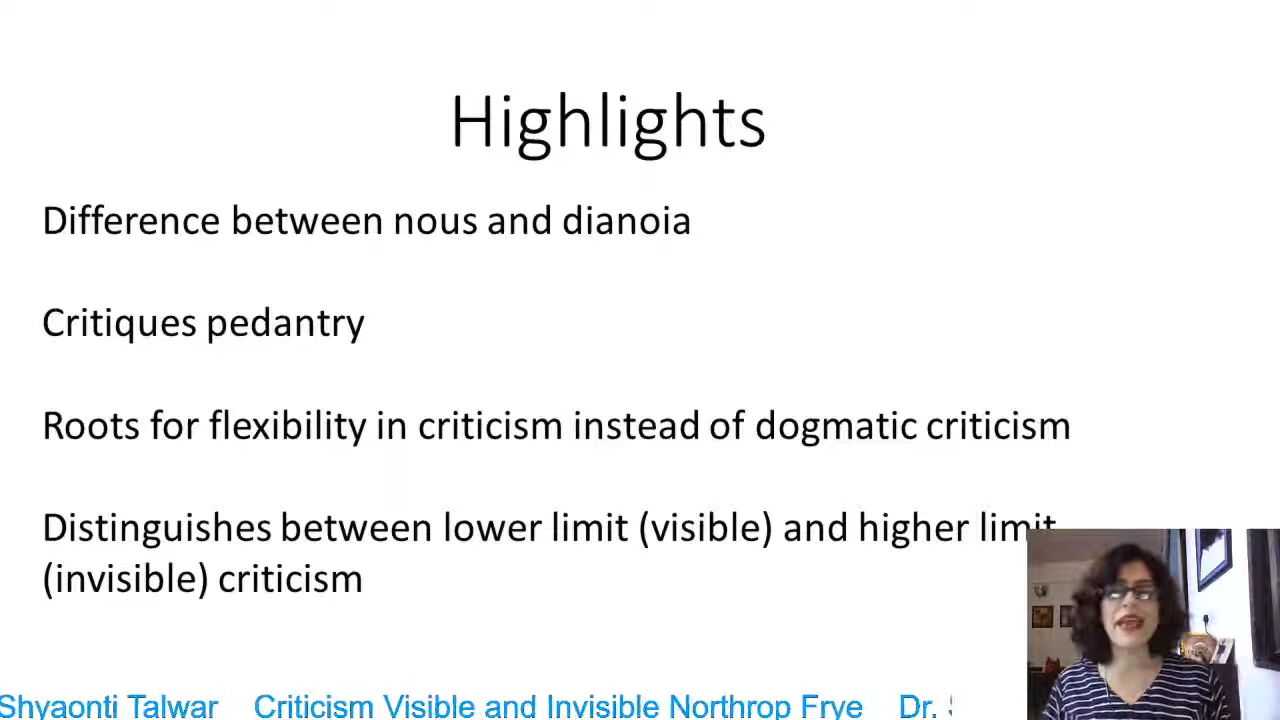 Highlights
Difference between nous and dianoia
Critiques pedantry
Roots for flexibility in criticism instead of dogmatic criticism
Distinguishes between lower limit (visible) and higher limit
(invisible) criticism
Shyaonti Talwar Criticism Visible and Invisible Northrop Frye Dr.